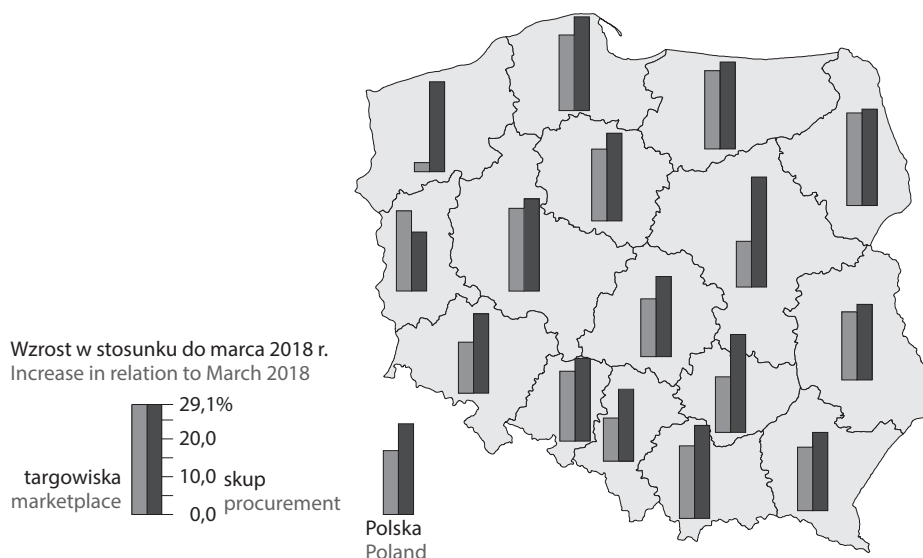 Wzrost w stosunku do marca 2018 r.
Increase in relation to March 2018
29,1%
20,0
10,0
0,0
targowiska
marketplace
skup
procurement
Polska
Poland